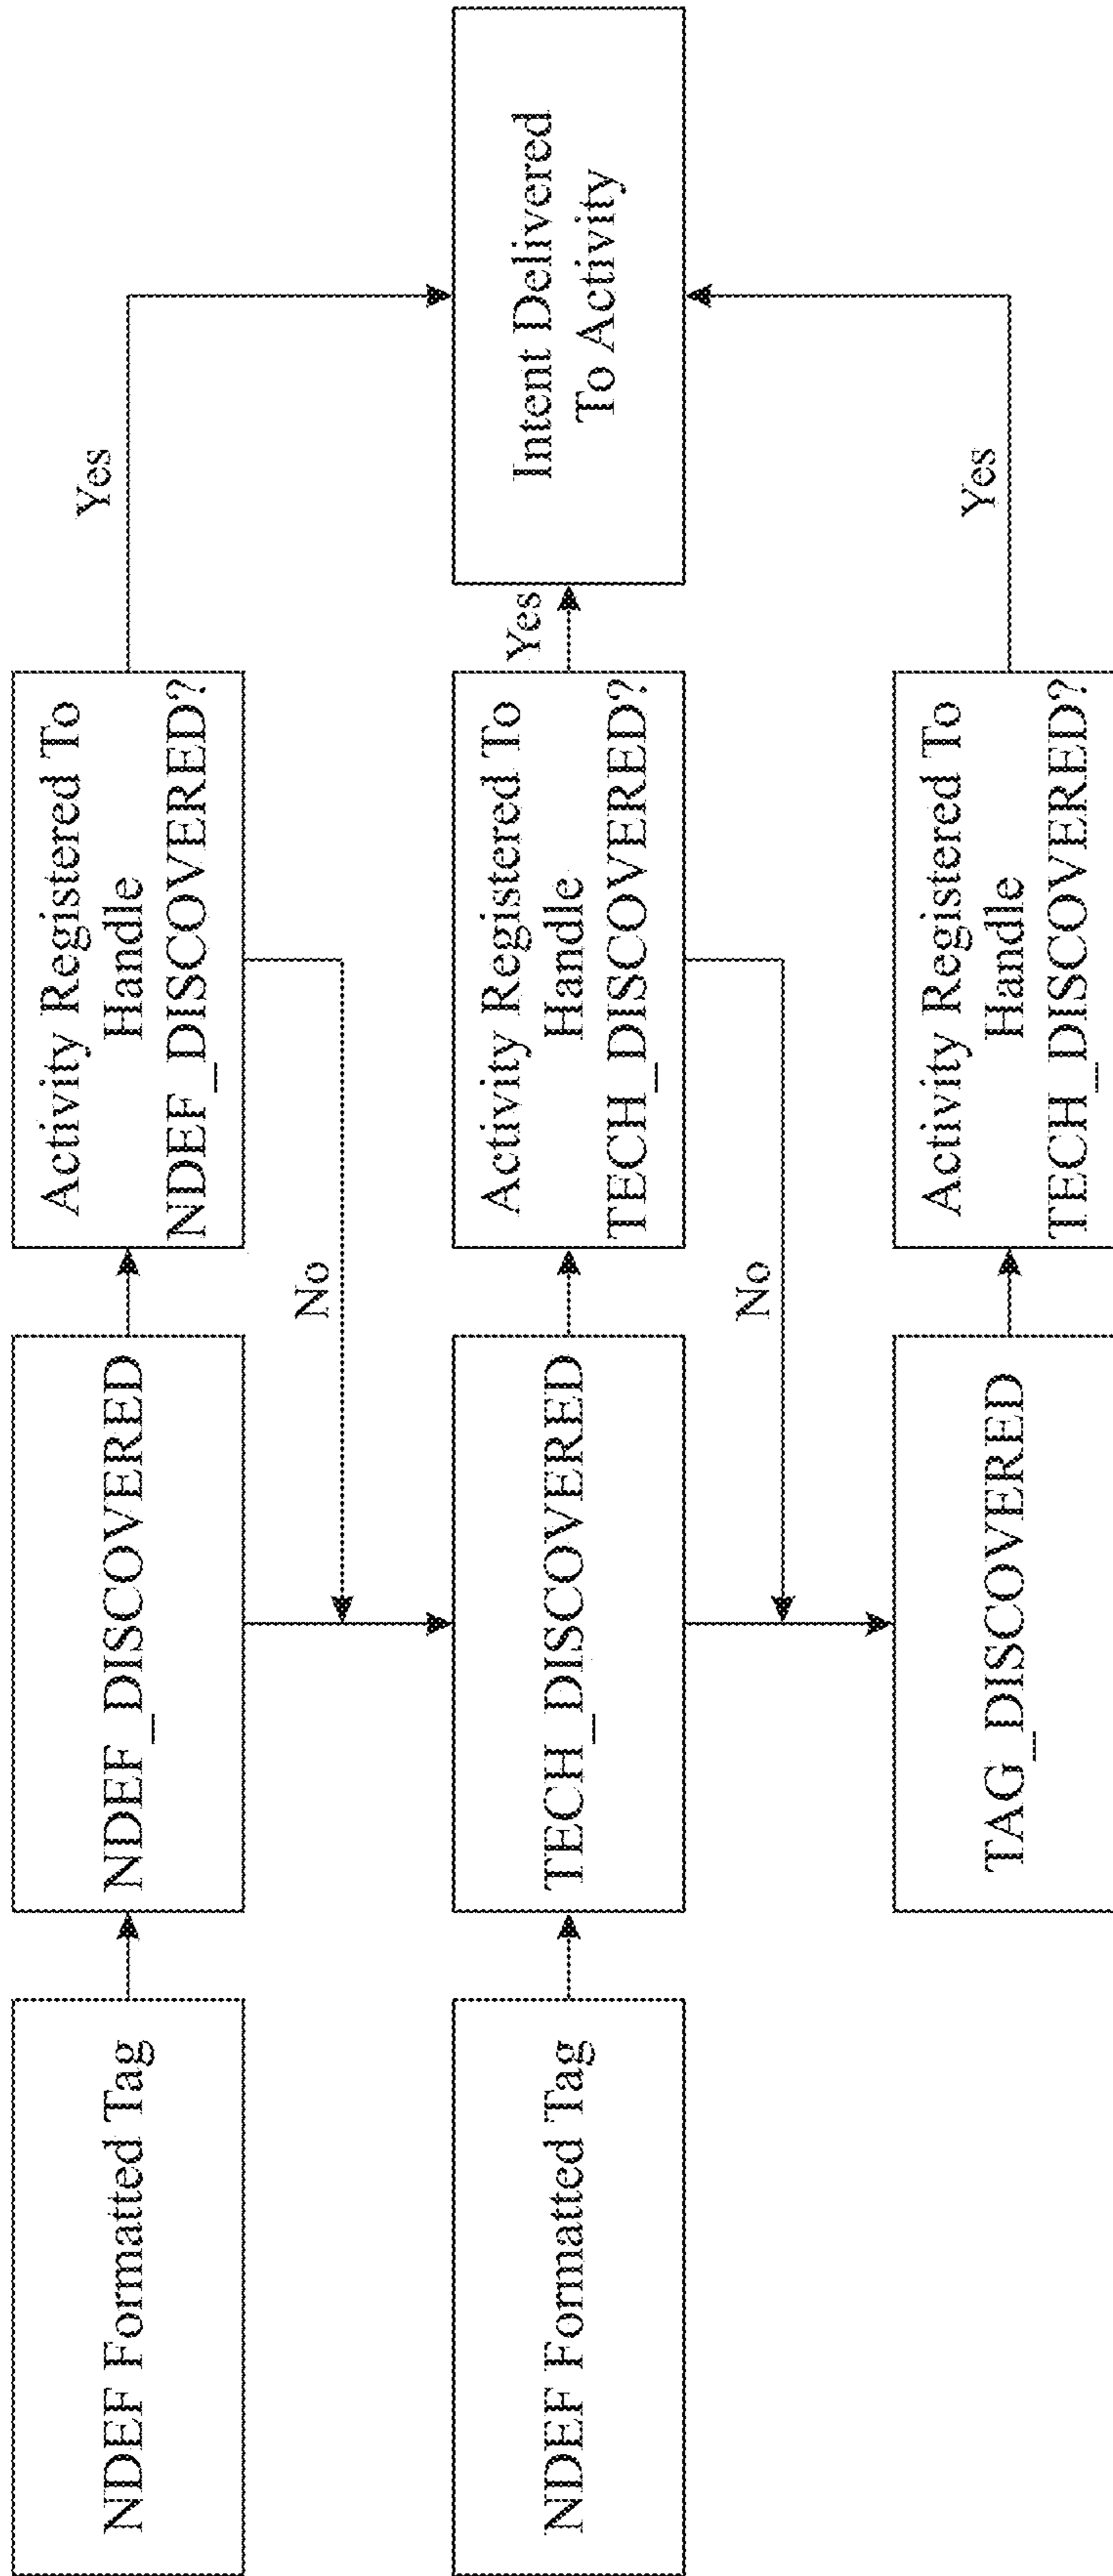 NDEF Formatted Tag
NDEF_DISCOVERED
Activity Registered To
Handle
NDEF_DISCOVERED?
Yes
No
NDEF Formatted Tag
TECH_DISCOVERED
Activity Registered To
Handle
TECH_DISCOVERED?
Yes
Intent Delivered
To Activity
No
TAG_DISCOVERED
Activity Registered To
Handle
TECH_DISCOVERED?
Yes